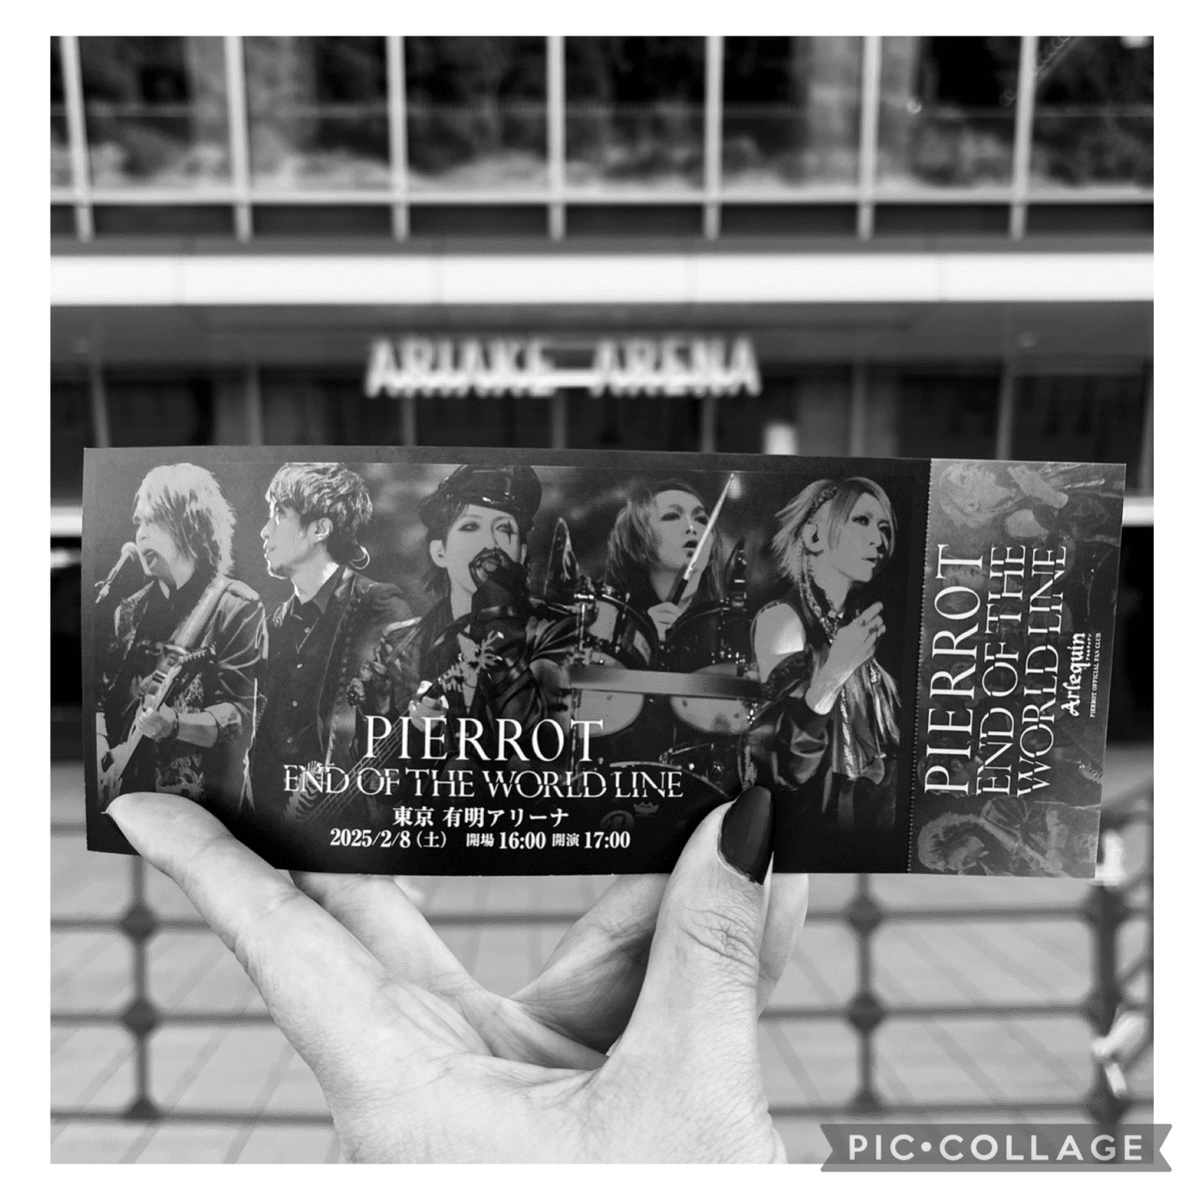 ARIAKE ARENA
PIERROT
END OF THE WORLD LINE
東京 有明アリーナ
2025/2/8(土) 開場 16:00 開演 17:00
PIERROT
END OF THE
WORLD LINE
Arlequin
PIERROT OFFICIAL FAN CLUB
PIC•COLLAGE